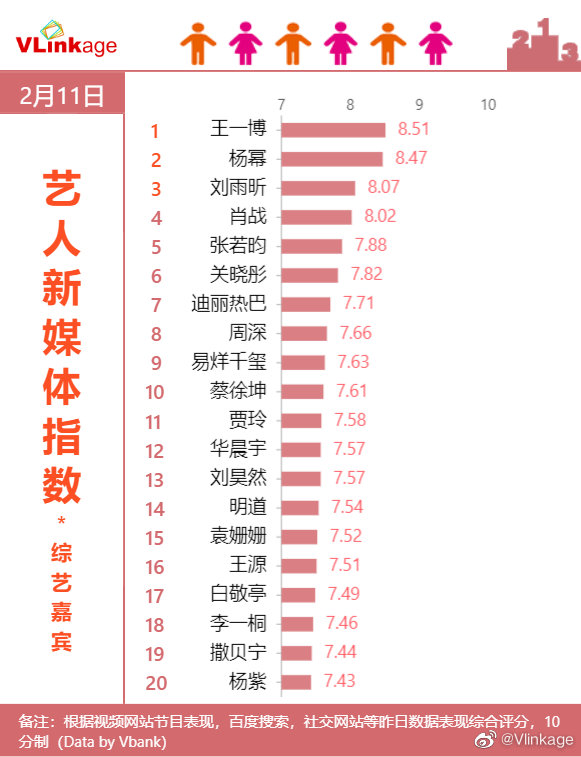 VLinkage
2 1 3
2月11日
艺人新媒体指数
*综艺嘉宾
7 8 9 10
1 王一博 8.51
2 杨幂 8.47
3 刘雨昕 8.07
4 肖战 8.02
5 张若昀 7.88
6 关晓彤 7.82
7 迪丽热巴 7.71
8 周深 7.66
9 易烊千玺 7.63
10 蔡徐坤 7.61
11 贾玲 7.58
12 华晨宇 7.57
13 刘昊然 7.57
14 明道 7.54
15 袁姗姗 7.52
16 王源 7.51
17 白敬亭 7.49
18 李一桐 7.46
19 撒贝宁 7.44
20 杨紫 7.43
备注：根据视频网站节目表现，百度搜索，社交网站等昨日数据表现综合评分，10
分制（Data by Vbank)
@Vlinkage